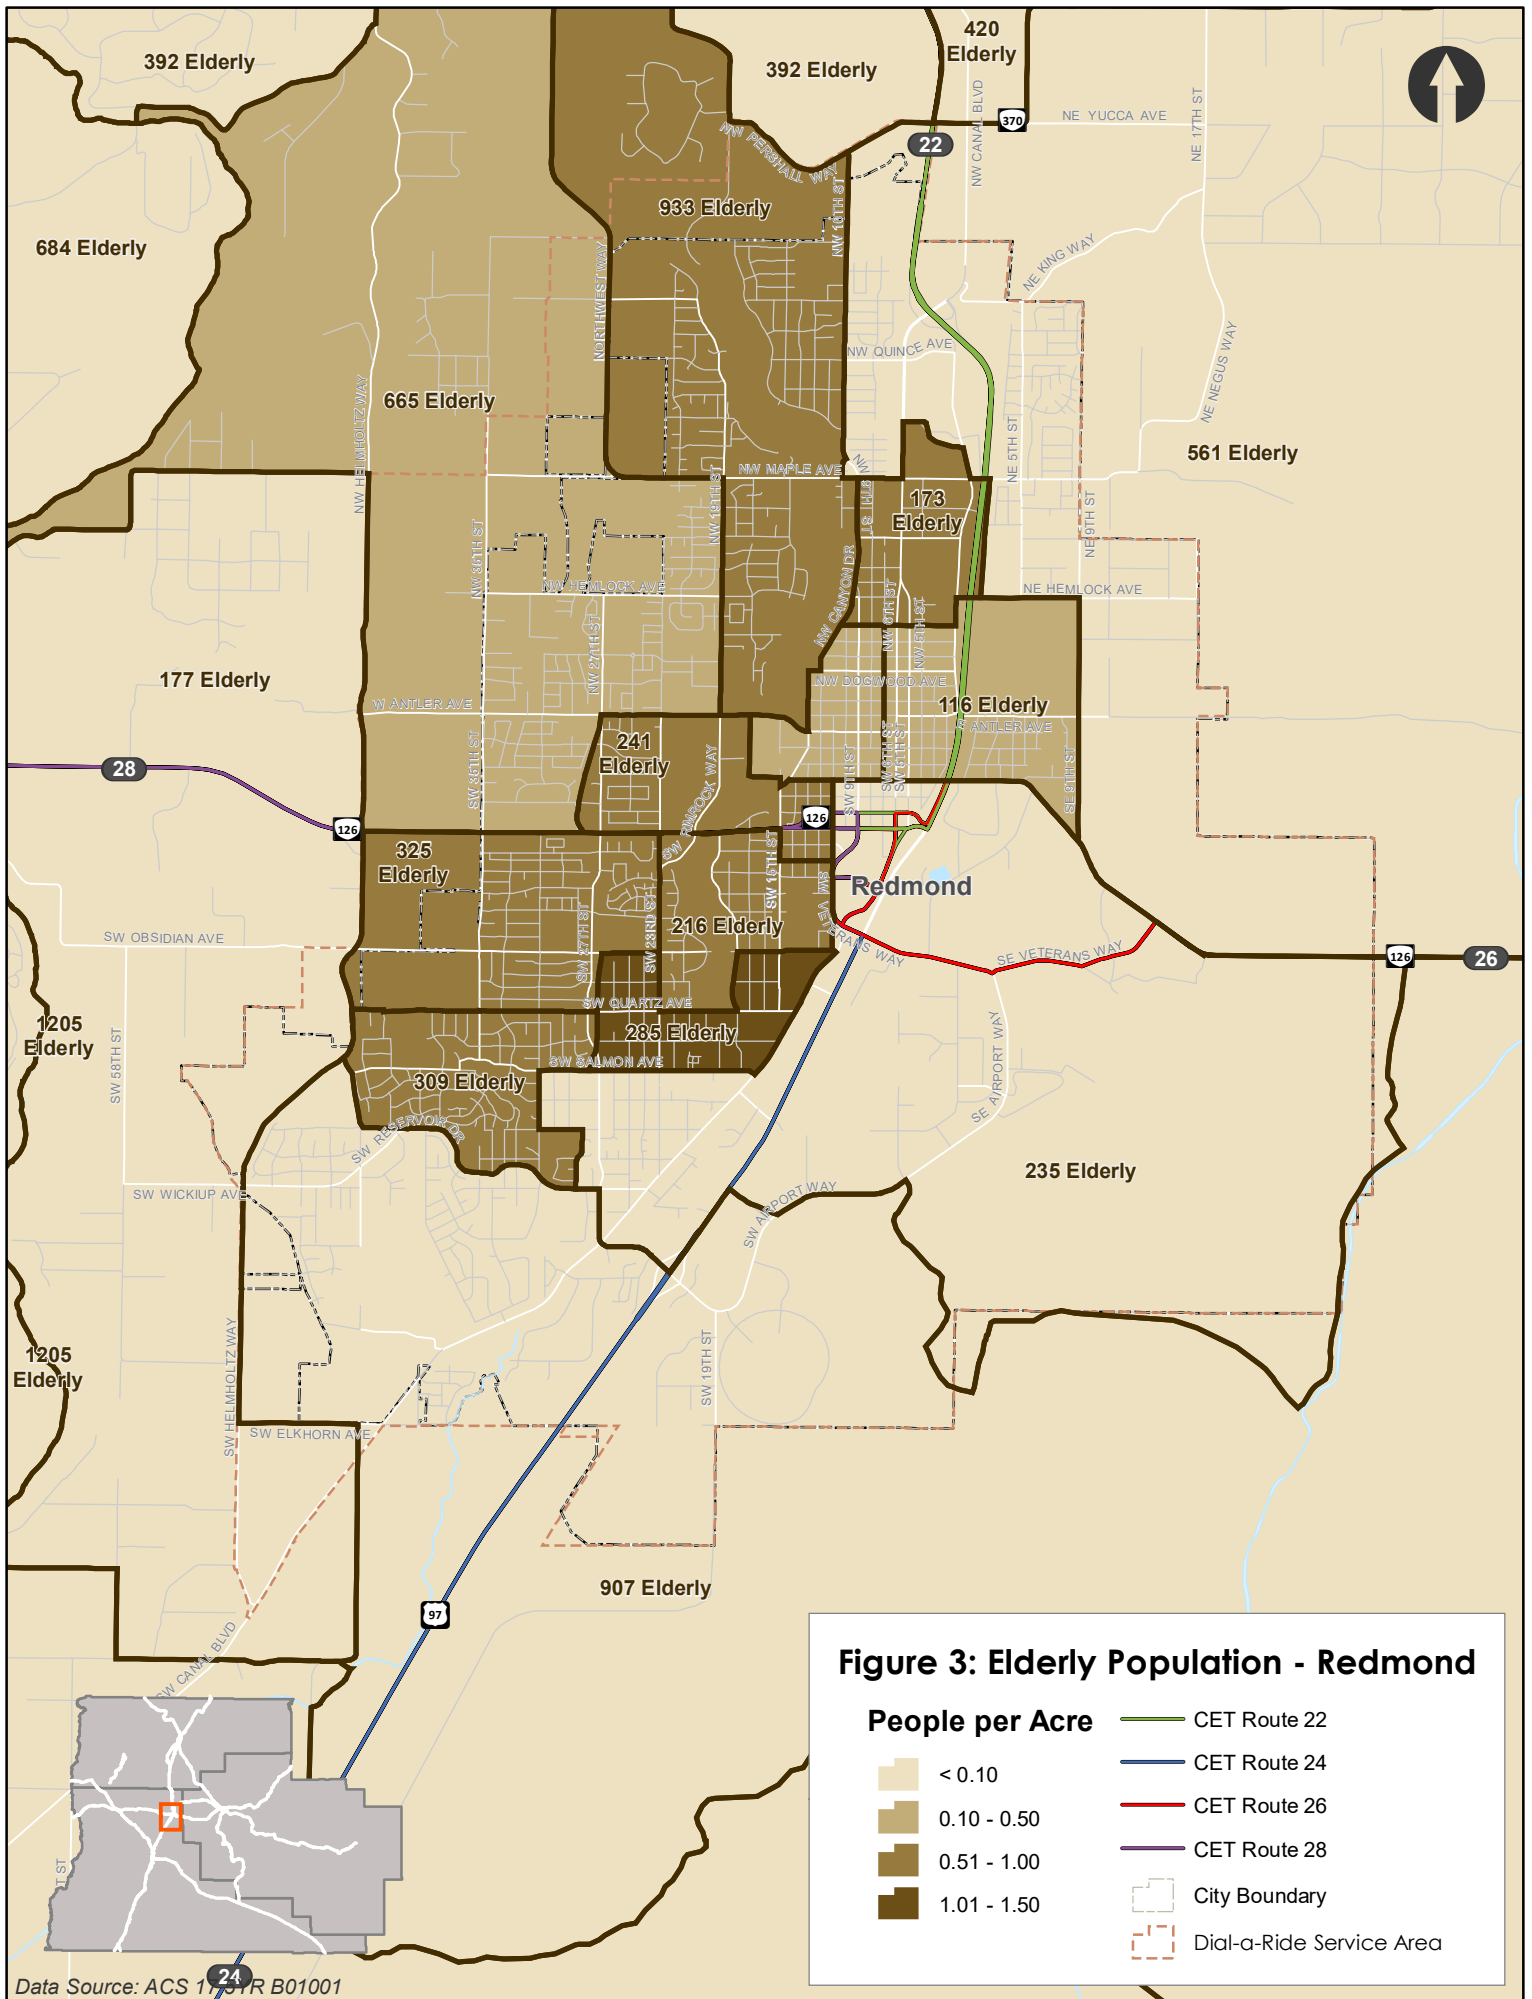 392 Elderly
392 Elderly
420
Elderly
370
NE YUCCA AVE
NE 17TH ST
NW CANAL BLVD
22
NW PERSHALL WAY
NW 10TH ST
933 Elderly
684 Elderly
NORTHWEST WAY
NE KING WAY
NW QUINCE AVE
NE NEGUS WAY
665 Elderly
NW HELMHOLTZ WAY
NE 5TH ST
561 Elderly
NW MAPLE AVE
NW 19TH ST
173
Elderly
NE 9TH ST
NW 35TH ST
NW HEMLOCK AVE
NE HEMLOCK AVE
NW CANYON DR
NW 6TH ST
NW 5TH ST
NW 27TH ST
177 Elderly
NW DOGWOOD AVE
W ANTLER AVE
116 Elderly
E ANTLER AVE
241
Elderly
SW RIMROCK WAY
SW 35TH ST
SW 9TH ST
SW 6TH ST
SW 5TH ST
SE 9TH ST
28
126
126
325
Elderly
SW 15TH ST
Redmond
216 Elderly
SW 27TH ST
SW 23RD ST
SW VETERANS WAY
SW OBSIDIAN AVE
SE VETERANS WAY
126
26
SW QUARTZ AVE
285 Elderly
1205
Elderly
SW 58TH ST
SW SALMON AVE
309 Elderly
SE AIRPORT WAY
SW RESERVOIR DR
235 Elderly
SW WICKIUP AVE
SW AIRPORT WAY
1205
Elderly
SW HELMHOLTZ WAY
SW 19TH ST
SW ELKHORN AVE
907 Elderly
97
SW CANAL BLVD
Figure 3: Elderly Population - Redmond
People per Acre
< 0.10
0.10 - 0.50
0.51 - 1.00
1.01 - 1.50
CET Route 22
CET Route 24
CET Route 26
CET Route 28
City Boundary
Dial-a-Ride Service Area
24
Data Source: ACS 17 5YR B01001